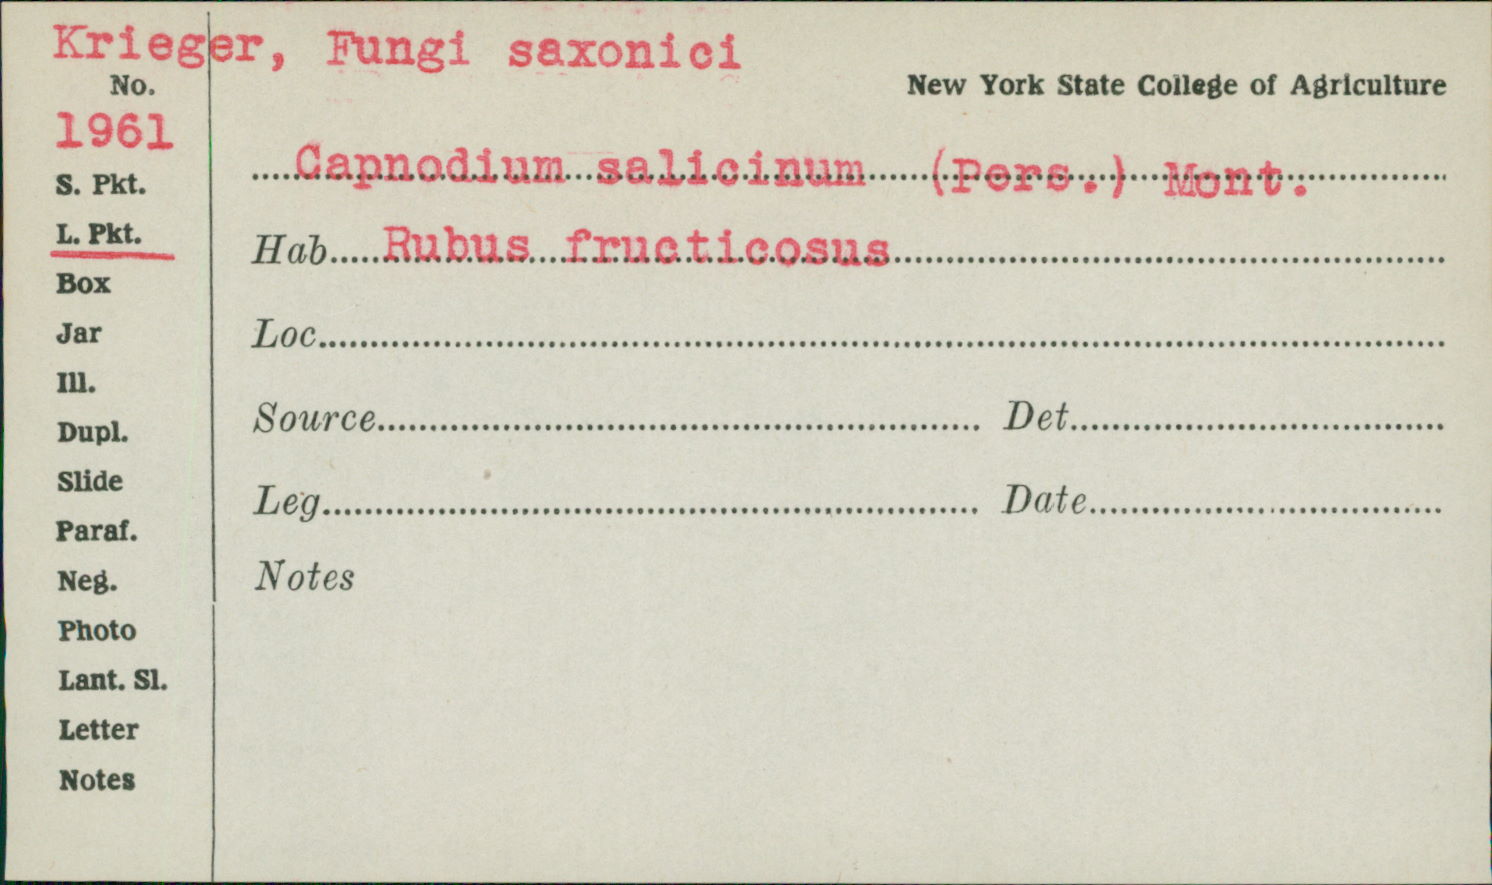 Krieger, Fungi saxonici
No.
New York State College of Agriculture
1961
Capnodium salicinum (Pers.) Mont.
S. Pkt.
L. Pkt.
Hab. Rubus fructicosus
Box
Jar
Loc.
Ill.
Dupl.
Source Det.
Slide
Leg. Date
Paraf.
Neg.
Notes
Photo
Lant. Sl.
Letter
Notes